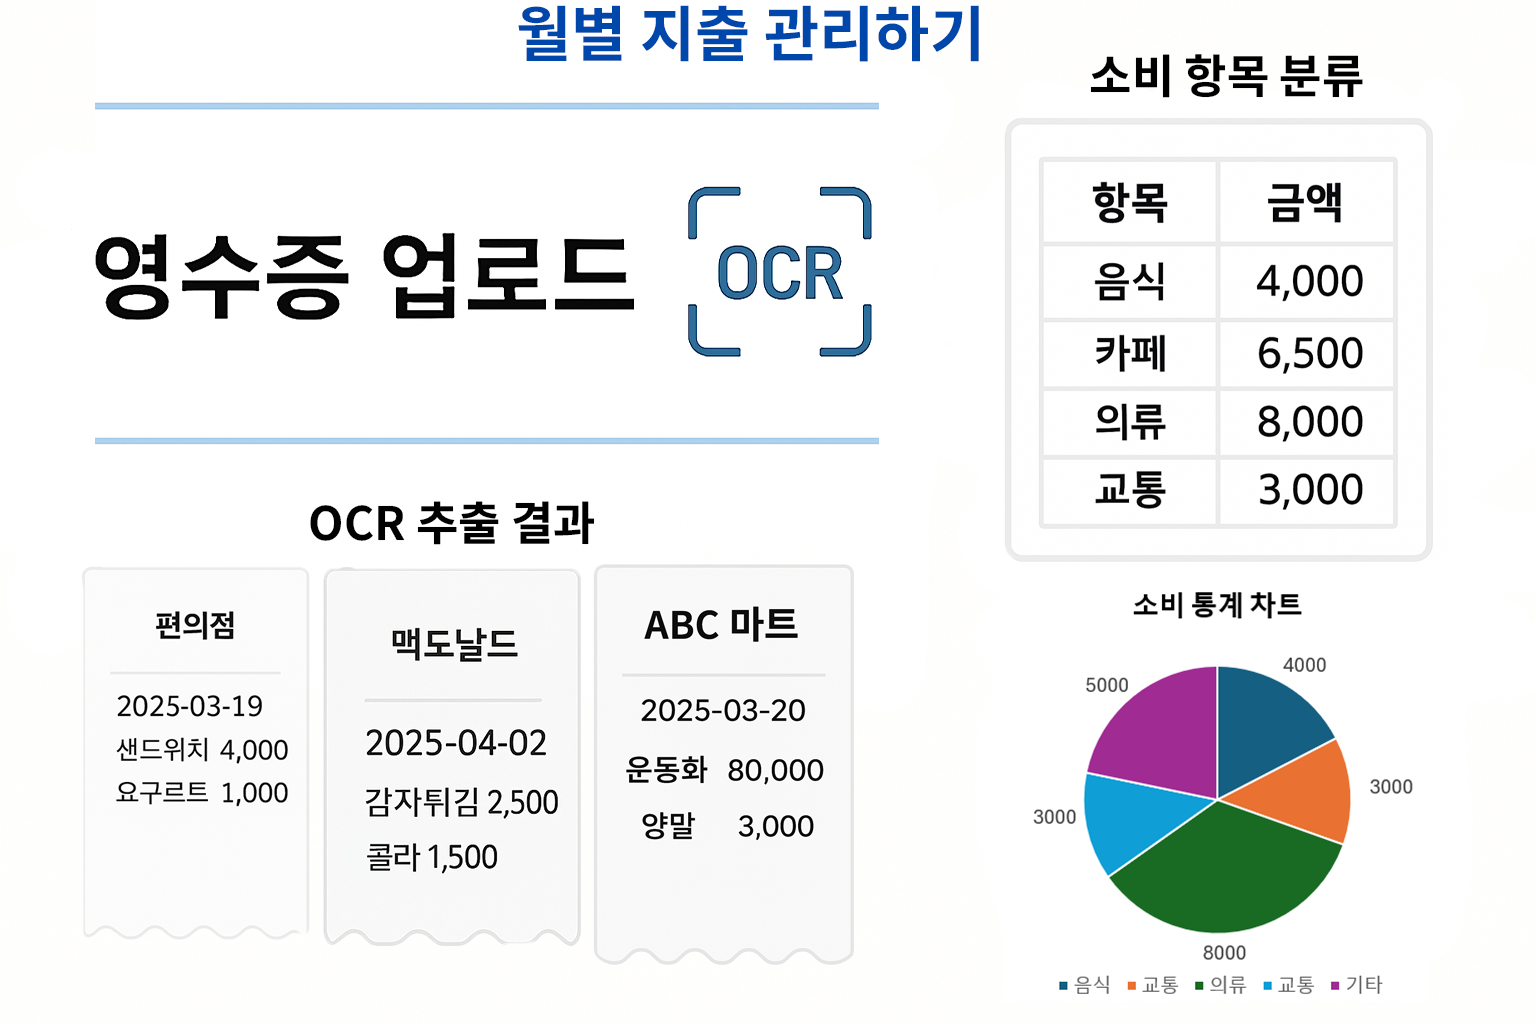 월별 지출 관리하기
영수증 업로드
OCR
OCR 추출 결과
편의점
2025-03-19
샌드위치 4,000
요구르트 1,000
맥도날드
2025-04-02
감자튀김 2,500
콜라 1,500
ABC 마트
2025-03-20
운동화 80,000
양말 3,000
소비 항목 분류
항목 금액
음식 4,000
카페 6,500
의류 8,000
교통 3,000
소비 통계 차트
4000
5000
3000
3000
8000
음식 교통 의류 교통 기타